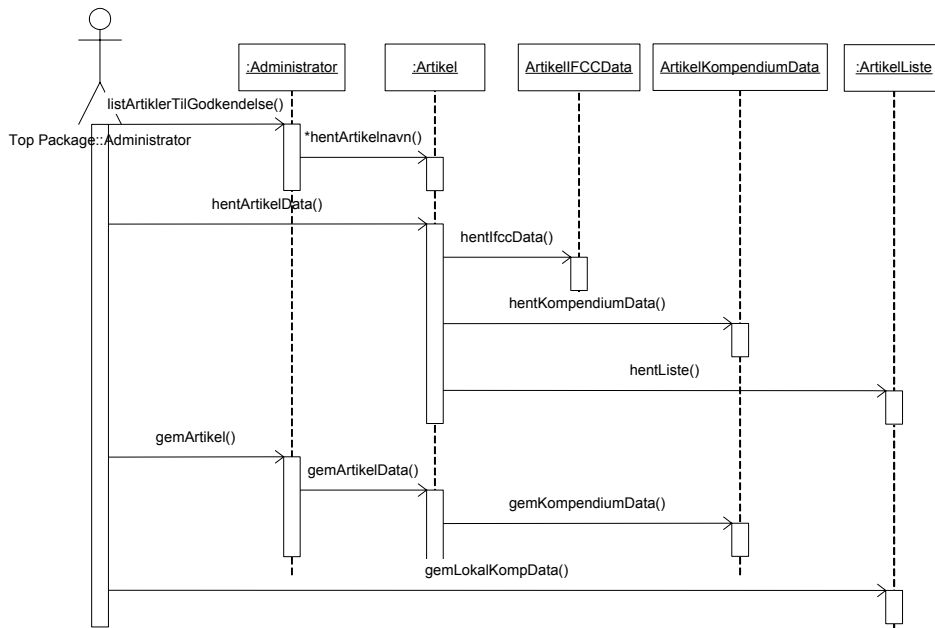 :Administrator
:Artikel
ArtikelIFCCData
ArtikelKompendiumData
:ArtikelListe
listArtiklerTilGodkendelse()
Top Package::Administrator
*hentArtikelnavn()
hentArtikelData()
hentIfccData()
hentKompendiumData()
hentListe()
gemArtikel()
gemArtikelData()
gemKompendiumData()
gemLokalKompData()